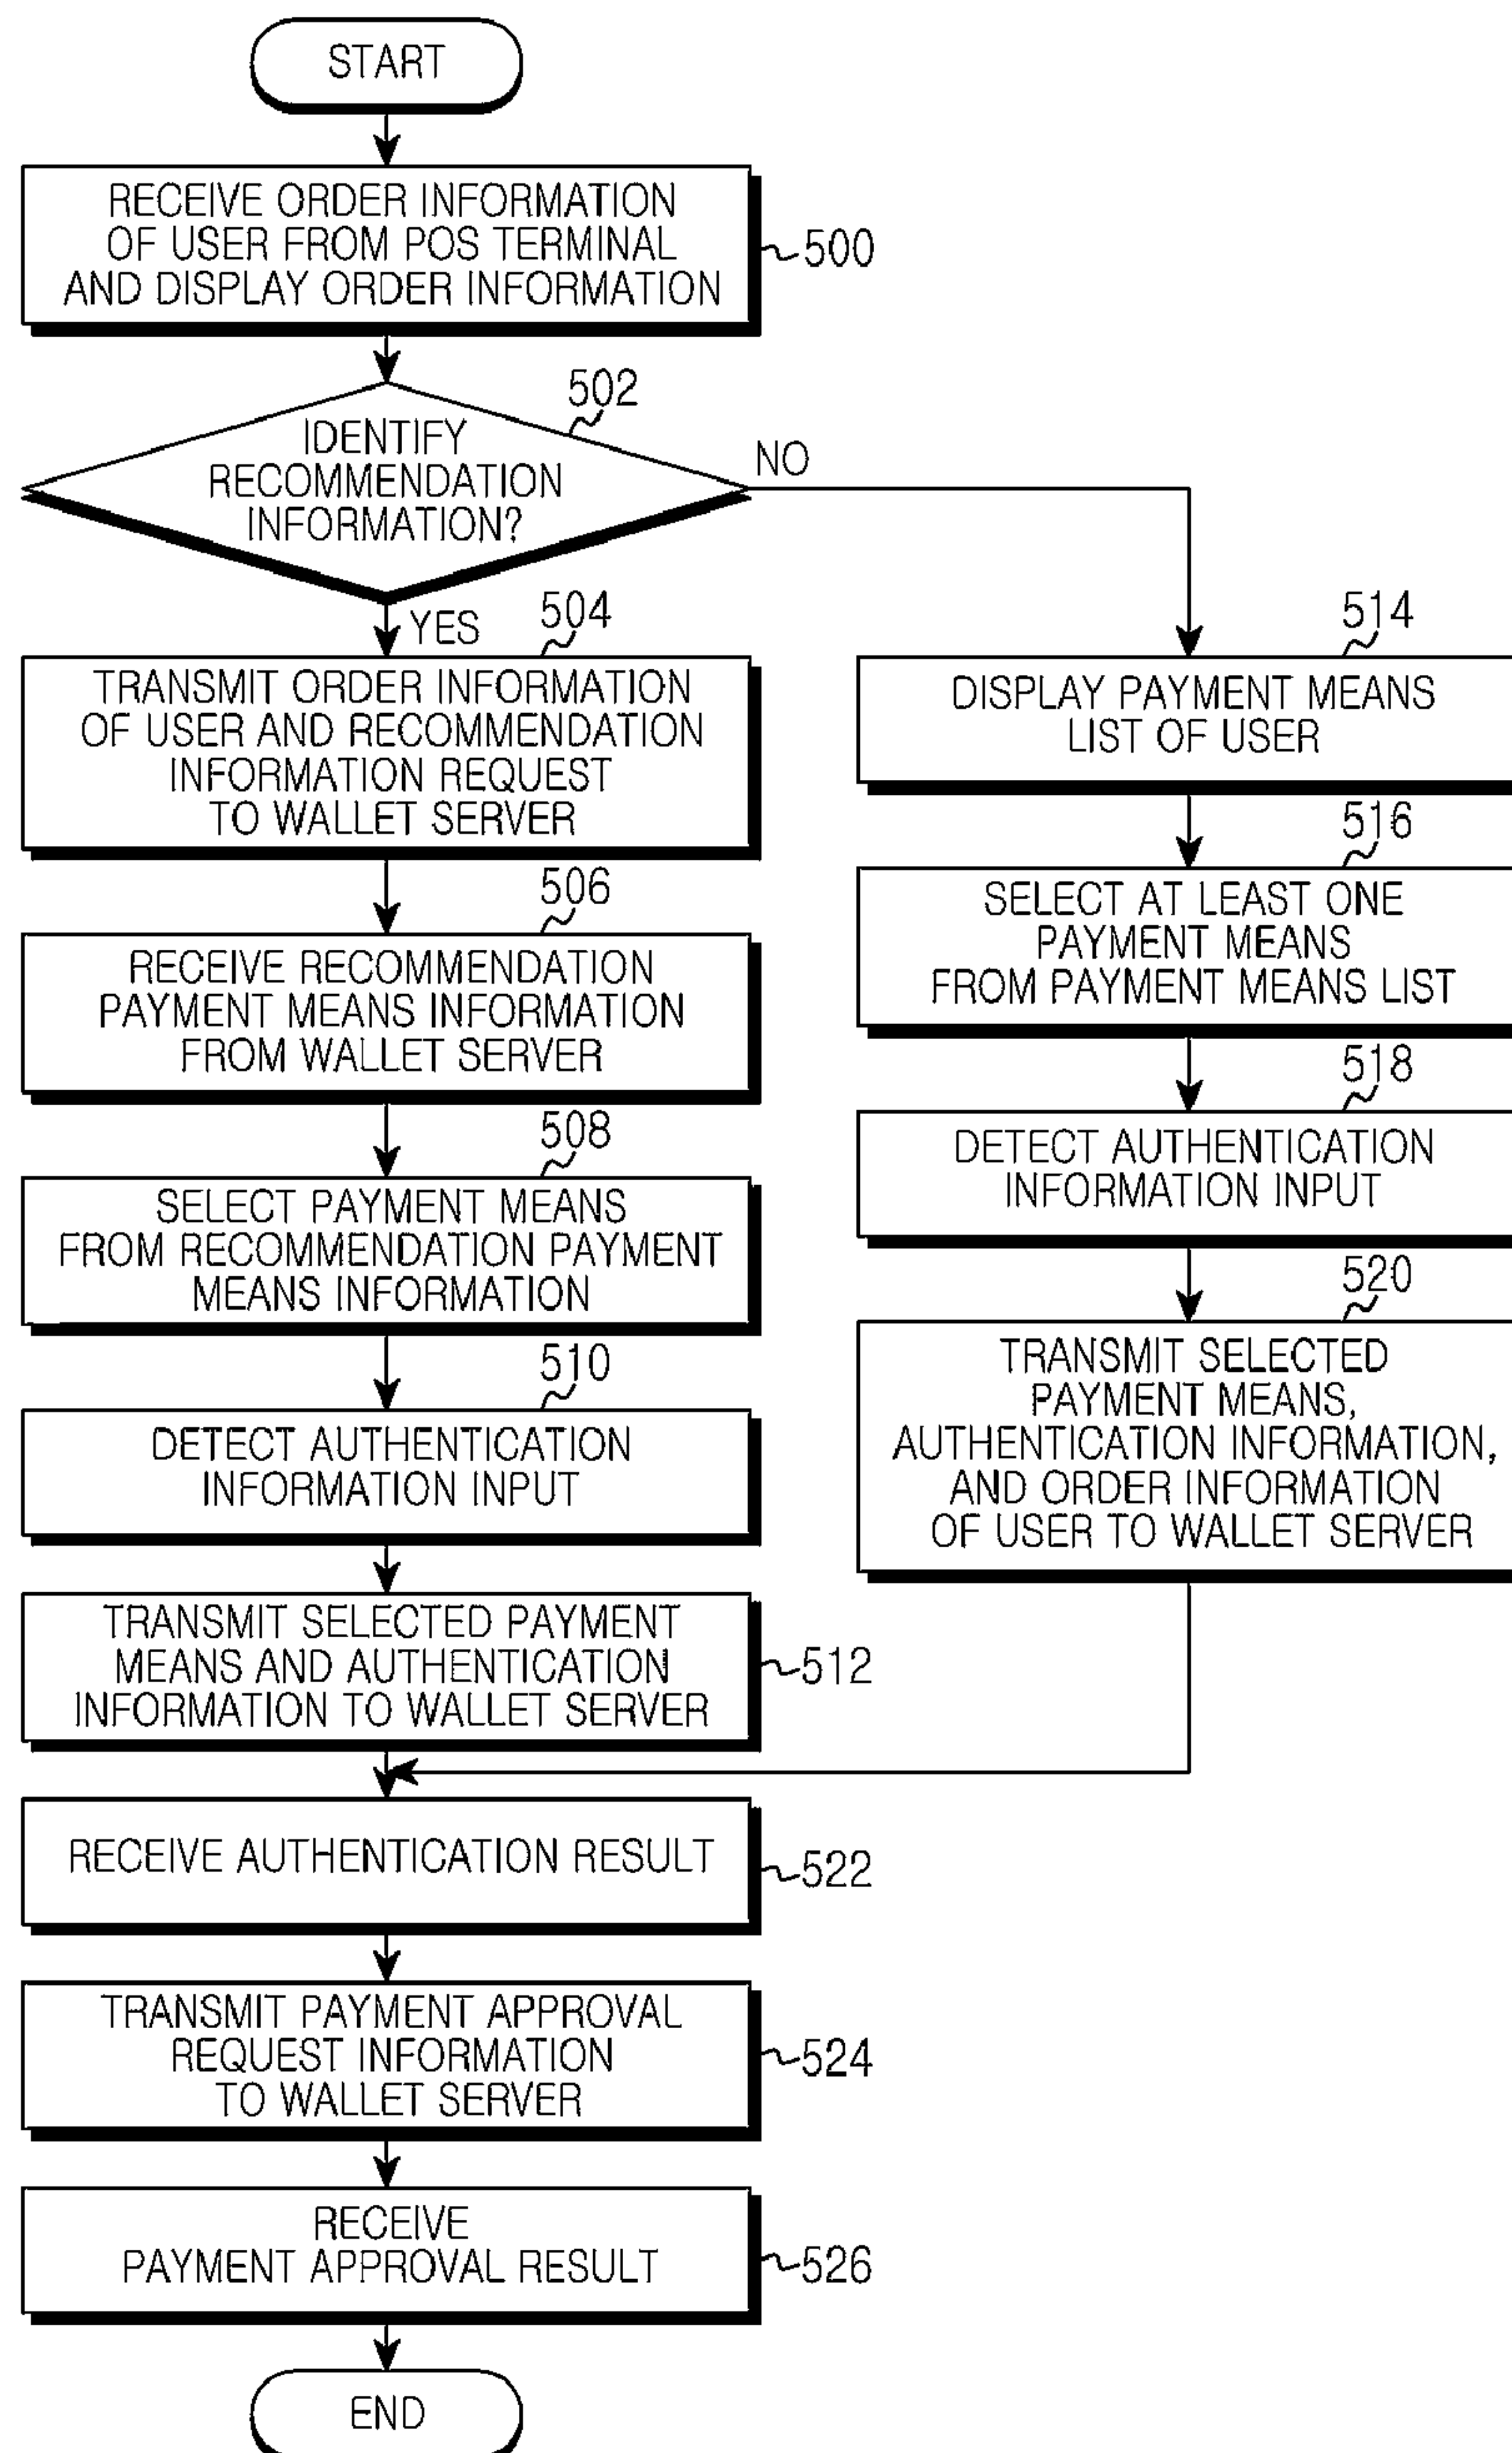 START
RECEIVE ORDER INFORMATION
OF USER FROM POS TERMINAL
AND DISPLAY ORDER INFORMATION
500
502
IDENTIFY
RECOMMENDATION
INFORMATION?
NO
YES
504
TRANSMIT ORDER INFORMATION
OF USER AND RECOMMENDATION
INFORMATION REQUEST
TO WALLET SERVER
506
RECEIVE RECOMMENDATION
PAYMENT MEANS INFORMATION
FROM WALLET SERVER
508
SELECT PAYMENT MEANS
FROM RECOMMENDATION PAYMENT
MEANS INFORMATION
510
DETECT AUTHENTICATION
INFORMATION INPUT
TRANSMIT SELECTED PAYMENT
MEANS AND AUTHENTICATION
INFORMATION TO WALLET SERVER
512
514
DISPLAY PAYMENT MEANS
LIST OF USER
516
SELECT AT LEAST ONE
PAYMENT MEANS
FROM PAYMENT MEANS LIST
518
DETECT AUTHENTICATION
INFORMATION INPUT
520
TRANSMIT SELECTED
PAYMENT MEANS,
AUTHENTICATION INFORMATION,
AND ORDER INFORMATION
OF USER TO WALLET SERVER
RECEIVE AUTHENTICATION RESULT
522
TRANSMIT PAYMENT APPROVAL
REQUEST INFORMATION
TO WALLET SERVER
524
RECEIVE
PAYMENT APPROVAL RESULT
526
END